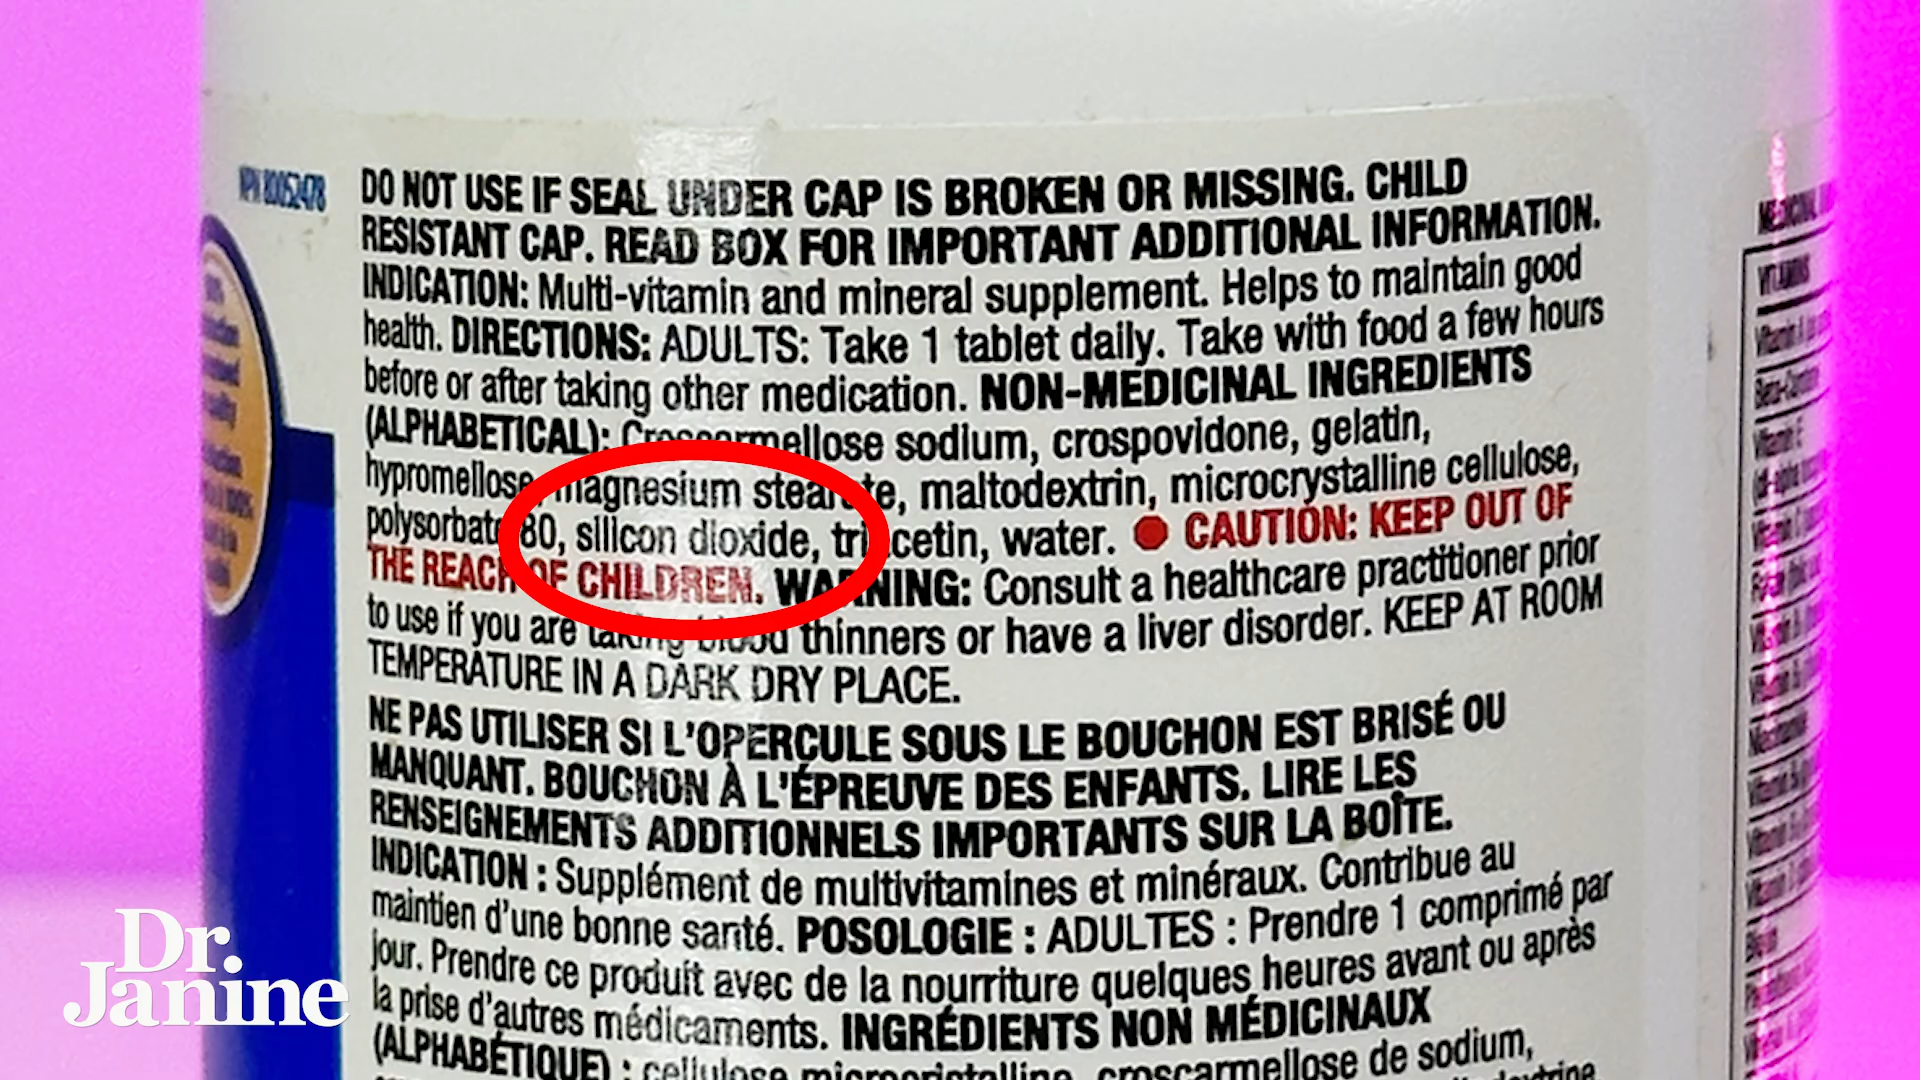 NPN 80052478
DO NOT USE IF SEAL UNDER CAP IS BROKEN OR MISSING. CHILD
RESISTANT CAP. READ BOX FOR IMPORTANT ADDITIONAL INFORMATION.
INDICATION: Multi-vitamin and mineral supplement. Helps to maintain good
health. DIRECTIONS: ADULTS: Take 1 tablet daily. Take with food a few hours
before or after taking other medication. NON-MEDICINAL INGREDIENTS
(ALPHABETICAL): Croscarmellose sodium, crospovidone, gelatin,
hypromellose, magnesium stearate, maltodextrin, microcrystalline cellulose,
polysorbate 80, silicon dioxide, triacetin, water. ● CAUTION: KEEP OUT OF
THE REACH OF CHILDREN. WARNING: Consult a healthcare practitioner prior
to use if you are taking blood thinners or have a liver disorder. KEEP AT ROOM
TEMPERATURE IN A DARK DRY PLACE.
NE PAS UTILISER SI L'OPERCULE SOUS LE BOUCHON EST BRISÉ OU
MANQUANT. BOUCHON À L'ÉPREUVE DES ENFANTS. LIRE LES
RENSEIGNEMENTS ADDITIONNELS IMPORTANTS SUR LA BOÎTE.
INDICATION : Supplément de multivitamines et minéraux. Contribue au
maintien d'une bonne santé. POSOLOGIE : ADULTES : Prendre 1 comprimé par
jour. Prendre ce produit avec de la nourriture quelques heures avant ou après
la prise d'autres médicaments. INGRÉDIENTS NON MÉDICINAUX
(ALPHABÉTIQUE) : cellulose microcristalline, croscarmellose de sodium,
MEDICINAL
VITAMINS
Vitamin A
Vitamin E
Niacinamide
Dr.
Janine